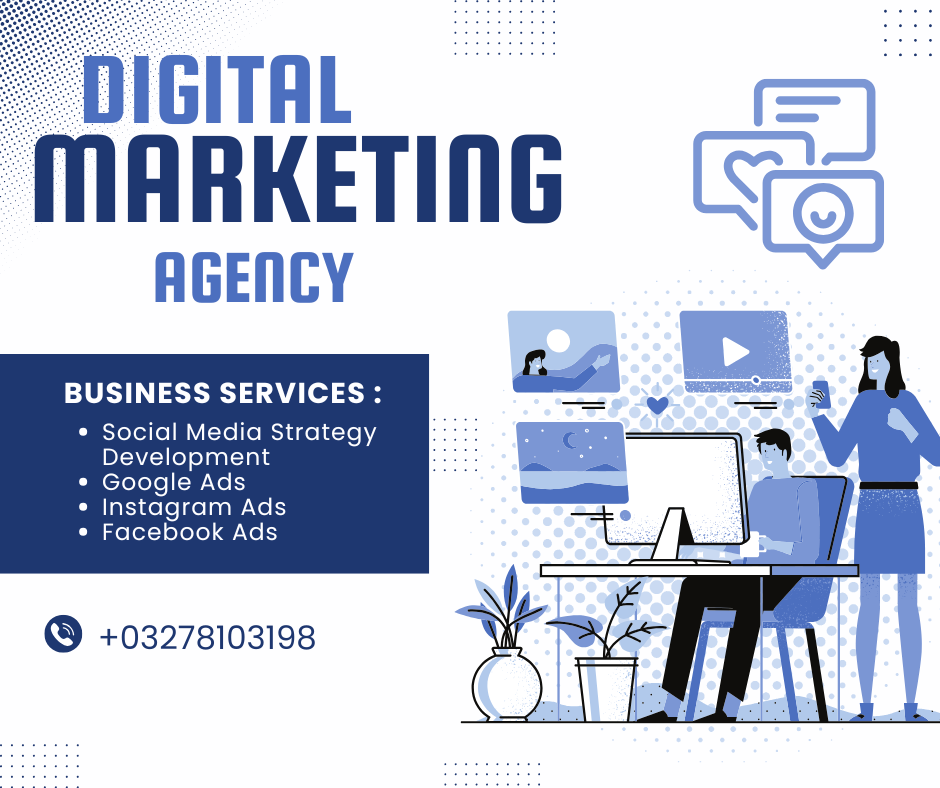 DIGITAL
MARKETING
AGENCY
BUSINESS SERVICES :
• Social Media Strategy
Development
• Google Ads
• Instagram Ads
• Facebook Ads
+03278103198